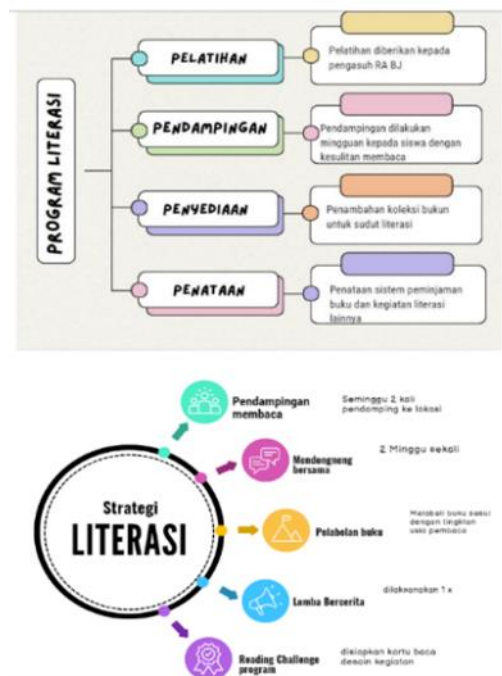 PROGRAM LITERASI
PELATIHAN
Pelatihan diberikan kepada
pengasuh RA BJ
PENDAMPINGAN
Pendampingan dilakukan
mingguan kepada siswa dengan
kesulitan membaca
PENYEDIAAN
Penambahan koleksi bukun
untuk sudut literasi
PENATAAN
Penataan sistem peminjaman
buku dan kegiatan literasi
lainnya
Strategi
LITERASI
Pendampingan
membaca
Seminggu 2 kali
pendamping ke lokasi
Mendongneng
bersama
2 Minggu sekali
Pelabelan buku
buku sesuai
dengan tingkatan
usia pembaca
Lomba Bercerita
dilaksanakan 1 x
Reading Challenge
program
disiapkan kartu baca
desain kegiatan